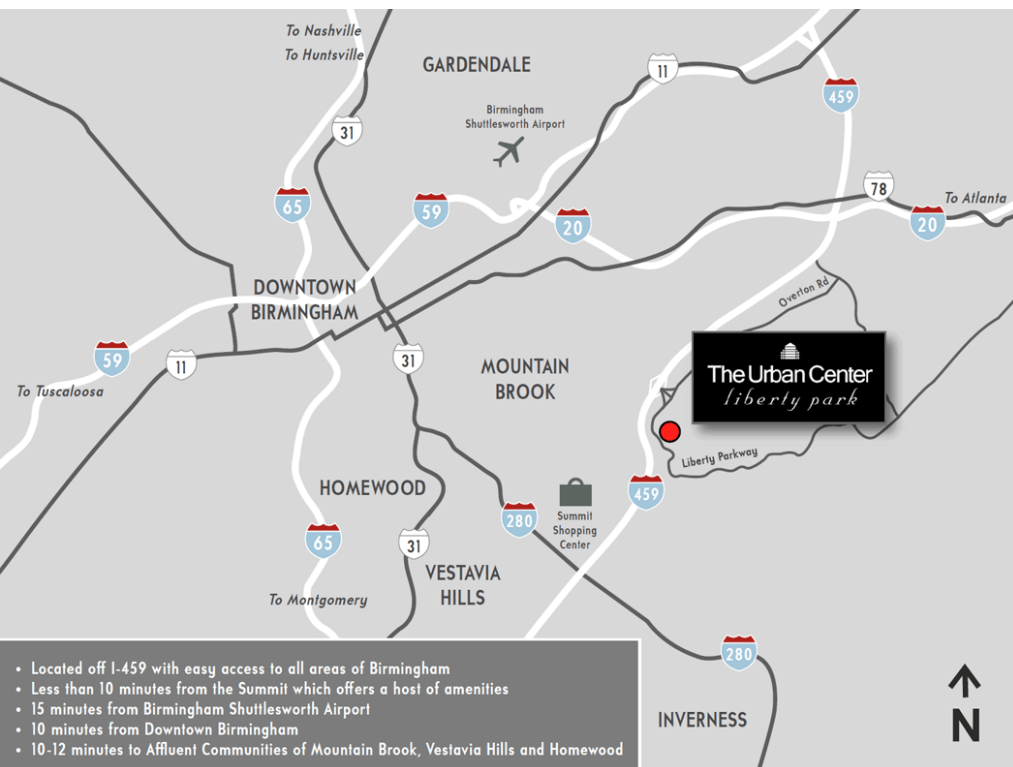 To Nashville
To Huntsville
GARDENDALE
11
459
Birmingham
Shuttlesworth Airport
31
78
65
59
20
To Atlanta
20
DOWNTOWN
BIRMINGHAM
Overton Rd
59
11
31
MOUNTAIN
BROOK
The Urban Center
liberty park
To Tuscaloosa
Liberty Parkway
HOMEWOOD
459
280
Summit
Shopping
Center
65
31
VESTAVIA
HILLS
To Montgomery
280
INVERNESS
N
• Located off I-459 with easy access to all areas of Birmingham
• Less than 10 minutes from the Summit which offers a host of amenities
• 15 minutes from Birmingham Shuttlesworth Airport
• 10 minutes from Downtown Birmingham
• 10-12 minutes to Affluent Communities of Mountain Brook, Vestavia Hills and Homewood